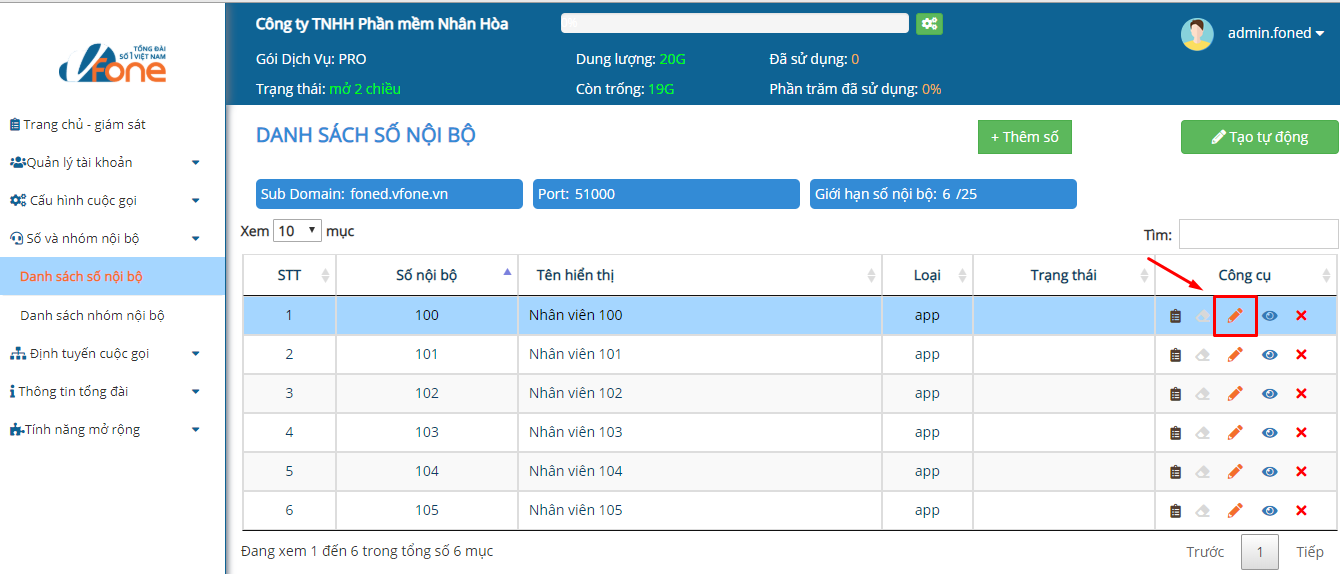 TỔNG ĐÀI
SỐ 1 VIỆT NAM
Vfone
Công ty TNHH Phần mềm Nhân Hòa
admin.foned
Gói Dịch Vụ: PRO
Dung lượng: 20G
Đã sử dụng: 0
Trạng thái: mở 2 chiều
Còn trống: 19G
Phần trăm đã sử dụng: 0%
Trang chủ - giám sát
Quản lý tài khoản
Cấu hình cuộc gọi
Số và nhóm nội bộ
Danh sách số nội bộ
Danh sách nhóm nội bộ
Định tuyến cuộc gọi
Thông tin tổng đài
Tính năng mở rộng
DANH SÁCH SỐ NỘI BỘ
+ Thêm số
Tạo tự động
Sub Domain: foned.vfone.vn
Port: 51000
Giới hạn số nội bộ: 6 /25
Xem 10 mục
Tìm:
STT Số nội bộ Tên hiển thị Loại Trạng thái Công cụ
1 100 Nhân viên 100 app
2 101 Nhân viên 101 app
3 102 Nhân viên 102 app
4 103 Nhân viên 103 app
5 104 Nhân viên 104 app
6 105 Nhân viên 105 app
Đang xem 1 đến 6 trong tổng số 6 mục
Trước 1 Tiếp